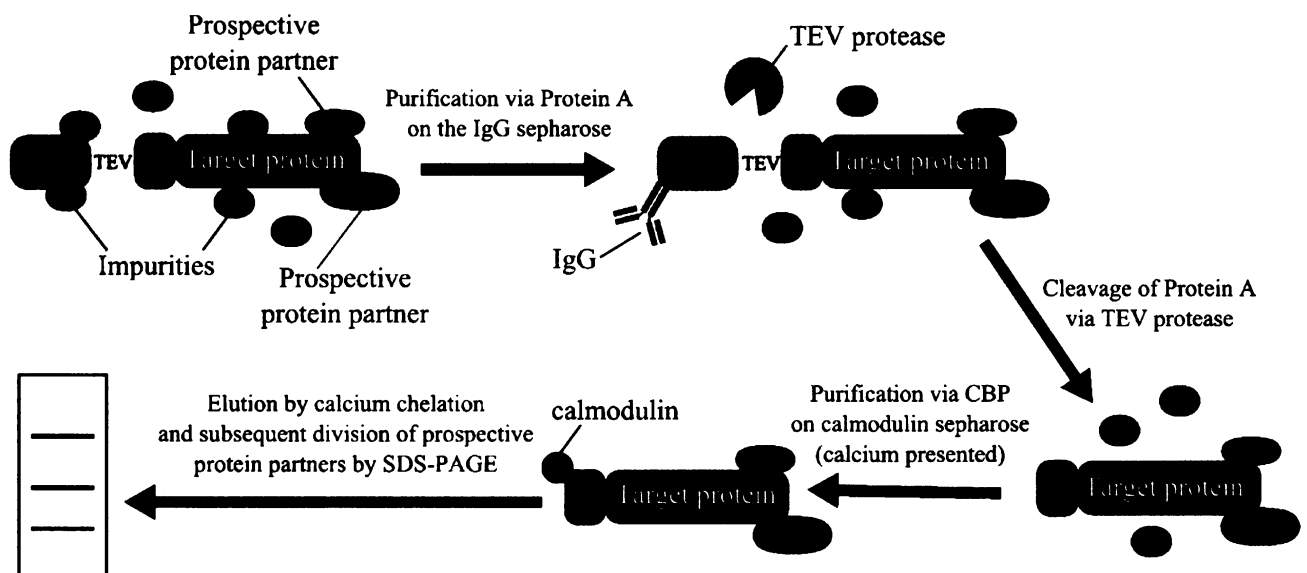 Prospective
protein partner
TEV
Target protein
Impurities
Prospective
protein partner
Purification via Protein A
on the IgG sepharose
TEV protease
TEV
Target protein
IgG
Cleavage of Protein A
via TEV protease
Target protein
Purification via CBP
on calmodulin sepharose
(calcium presented)
calmodulin
Target protein
Elution by calcium chelation
and subsequent division of prospective
protein partners by SDS-PAGE